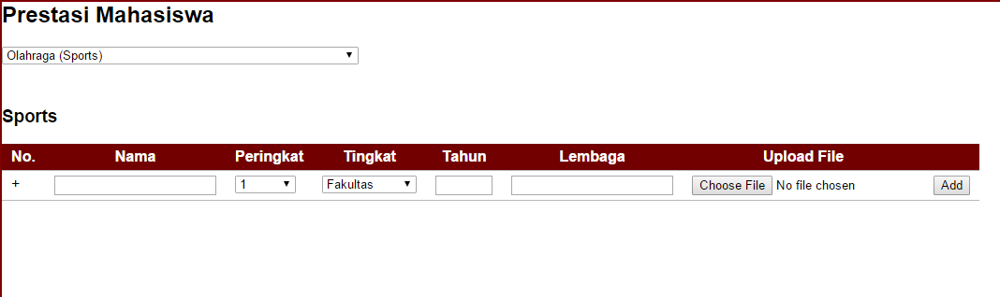 Prestasi Mahasiswa
Olahraga (Sports)
Sports
No. Nama Peringkat Tingkat Tahun Lembaga Upload File
+ 1 Fakultas Choose File No file chosen Add